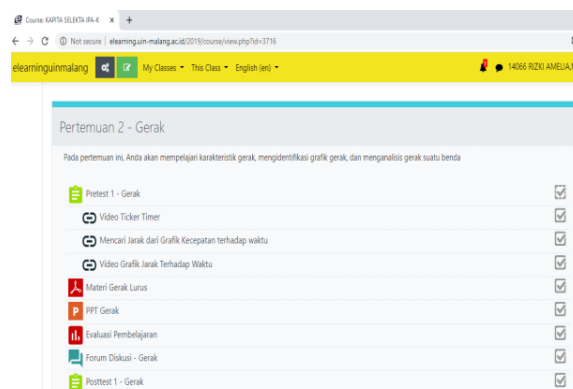 Course: KAPITA SELEKTA IPA-K
Not secure | elearning.uin-malang.ac.id/2019/course/view.php?id=3716
elearninguinmalang My Classes This Class English (en) 14066 RIZKI AMELIA,
Pertemuan 2 - Gerak
Pada pertemuan ini, Anda akan mempelajari karakteristik gerak, mengidentifikasi grafik gerak, dan menganalisis gerak suatu benda
Pretest 1 - Gerak
Video Ticker Timer
Mencari Jarak dari Grafik Kecepatan terhadap waktu
Video Grafik Jarak Terhadap Waktu
Materi Gerak Lurus
PPT Gerak
Evaluasi Pembelajaran
Forum Diskusi - Gerak
Posttest 1 - Gerak